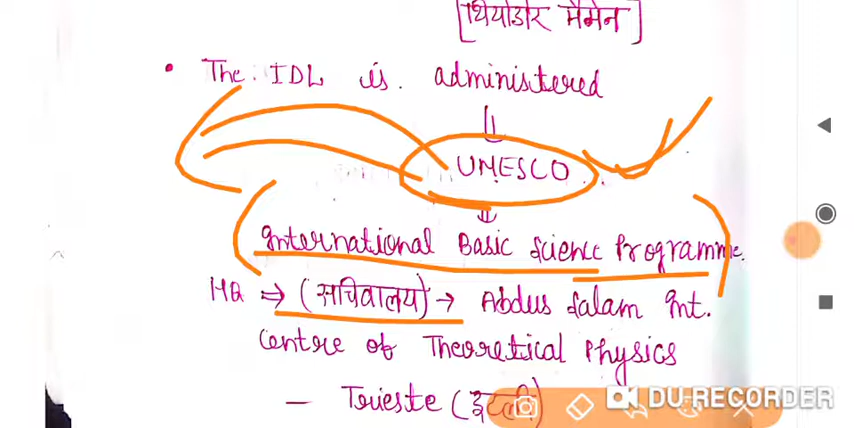 [थियोडोर मैमेन]
• The IDL is administered
⇓
UNESCO
⇓
International Basic Science Programme.
HQ ⇒ (सचिवालय) → Abdus Salam Int.
Centre of Theoretical Physics
— Trieste (इटली)
DU RECORDER